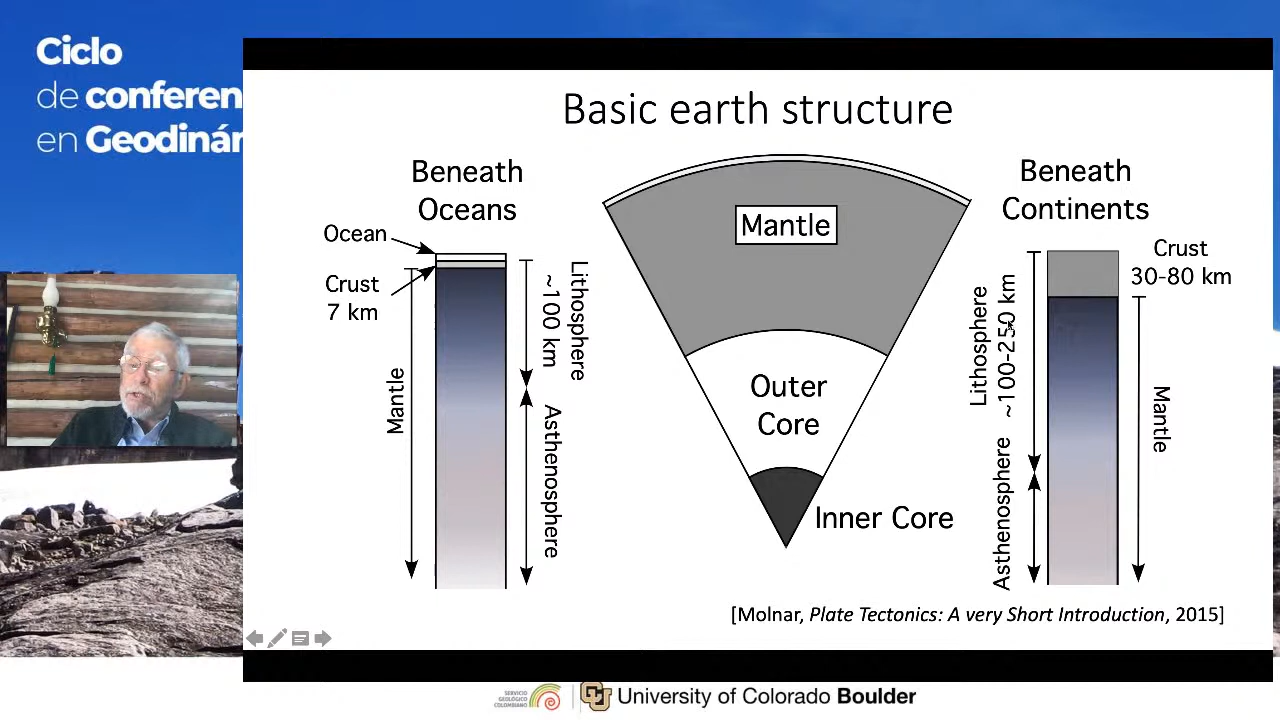 Ciclo
de conferen
en Geodinár
Basic earth structure
Beneath
Oceans
Ocean
Crust
7 km
Mantle
Lithosphere
~100 km
Asthenosphere
Mantle
Outer
Core
Inner Core
Beneath
Continents
Crust
30-80 km
Lithosphere
~100-250 km
Asthenosphere
Mantle
[Molnar, Plate Tectonics: A very Short Introduction, 2015]
SERVICIO
GEOLÓGICO
COLOMBIANO
CU
University of Colorado Boulder